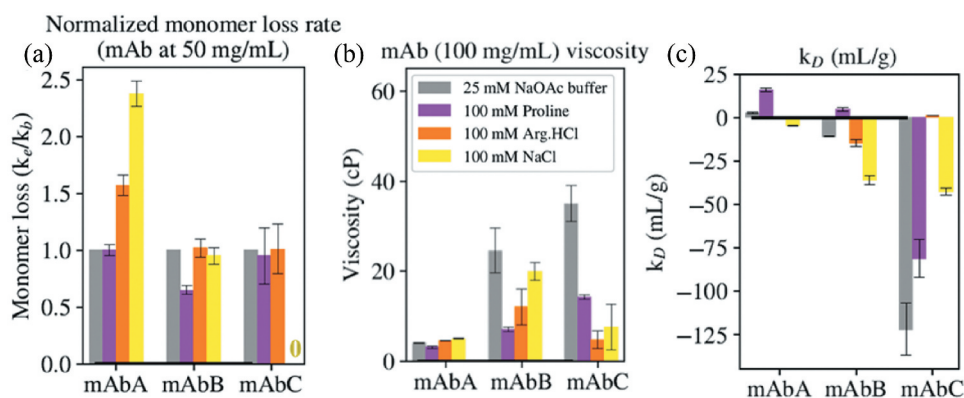 Normalized monomer loss rate
(mAb at 50 mg/mL)
(a)
Monomer loss (kₑ/k_b)
2.5
2.0
1.5
1.0
0.5
0.0
0
mAbA
mAbB
mAbC
mAb (100 mg/mL) viscosity
(b)
Viscosity (cP)
60
40
20
0
25 mM NaOAc buffer
100 mM Proline
100 mM Arg.HCl
100 mM NaCl
mAbA
mAbB
mAbC
k_D (mL/g)
(c)
k_D (mL/g)
25
0
−25
−50
−75
−100
−125
mAbA
mAbB
mAbC